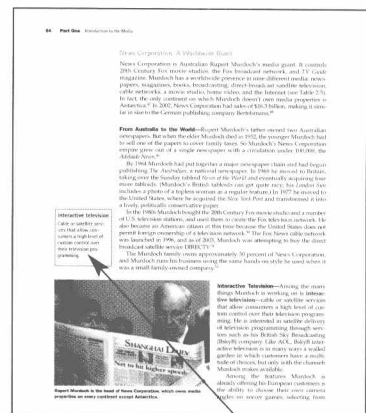 64 Part One Introduction to the Media
News Corporation, A Worldwide Giant
News Corporation is Australian Rupert Murdoch's media giant. It controls
20th Century Fox movie studios, the Fox broadcast network, and TV Guide
magazine. Murdoch has a worldwide presence in nine different media: news-
papers, magazines, books, broadcasting, direct-broadcast satellite television,
cable networks, a movie studio, home video, and the Internet (see Table 2.5).
In fact, the only continent on which Murdoch doesn't own media properties is
Antarctica. In 2002, News Corporation had sales of $16.3 billion, making it sim-
ilar in size to the German publishing company Bertelsmann.
From Australia to the World—Rupert Murdoch's father owned two Australian
newspapers. But when the elder Murdoch died in 1952, the younger Murdoch had
to sell one of the papers to cover family taxes. So Murdoch's News Corporation
empire grew out of a single newspaper with a circulation under 100,000, the
Adelaide News.
By 1964 Murdoch had put together a major newspaper chain and had begun
publishing The Australian, a national newspaper. In 1969 he moved to Britain,
taking over the Sunday tabloid News of the World and eventually acquiring four
more tabloids. (Murdoch's British tabloids can get quite racy; his London Sun
includes a photo of a topless woman as a regular feature.) In 1977 he moved to
the United States, where he acquired the New York Post and transformed it into
a lively, politically conservative paper.
In the 1980s Murdoch bought the 20th Century Fox movie studio and a number
of U.S. television stations, and used them to create the Fox television network. He
also became an American citizen at this time because the United States does not
permit foreign ownership of a television network. The Fox News cable network
was launched in 1996, and as of 2003, Murdoch was attempting to buy the direct
broadcast satellite service DIRECTV.
The Murdoch family owns approximately 30 percent of News Corporation,
and Murdoch runs his business using the same hands-on style he used when it
was a small family-owned company.
interactive television
Cable or satellite serv-
ices that allow con-
sumers a high level of
custom control over
their television pro-
gramming.
SHANGHAI DAILY
Net to hit higher speed
Rupert Murdoch is the head of News Corporation, which owns media
properties on every continent except Antarctica.
Interactive Television—Among the many
things Murdoch is working on is interac-
tive television—cable or satellite services
that allow consumers a high level of cus-
tom control over their television program-
ming. He is interested in satellite delivery
of television programming through serv-
ices such as his British Sky Broadcasting
(BskyB) company. Like AOL, BskyB inter-
active television is in many ways a walled
garden in which customers have a multi-
tude of choices, but only with the channels
Murdoch makes available.
Among the features Murdoch is
already offering his European customers is
the ability to choose their own camera
angles on soccer games, selecting from